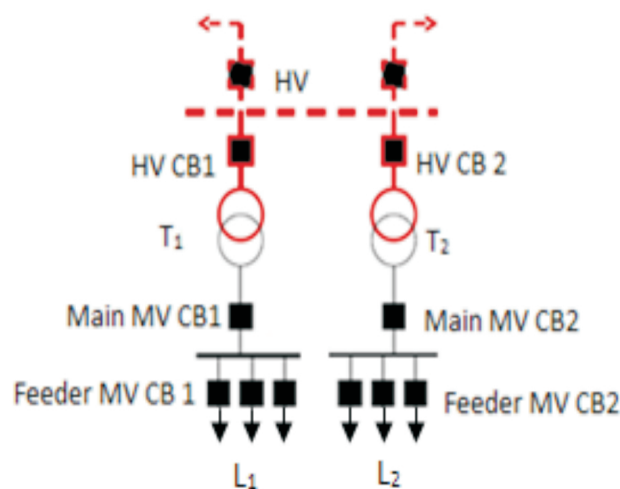 HV
HV CB1
HV CB 2
T₁
T₂
Main MV CB1
Main MV CB2
Feeder MV CB 1
Feeder MV CB2
L₁
L₂